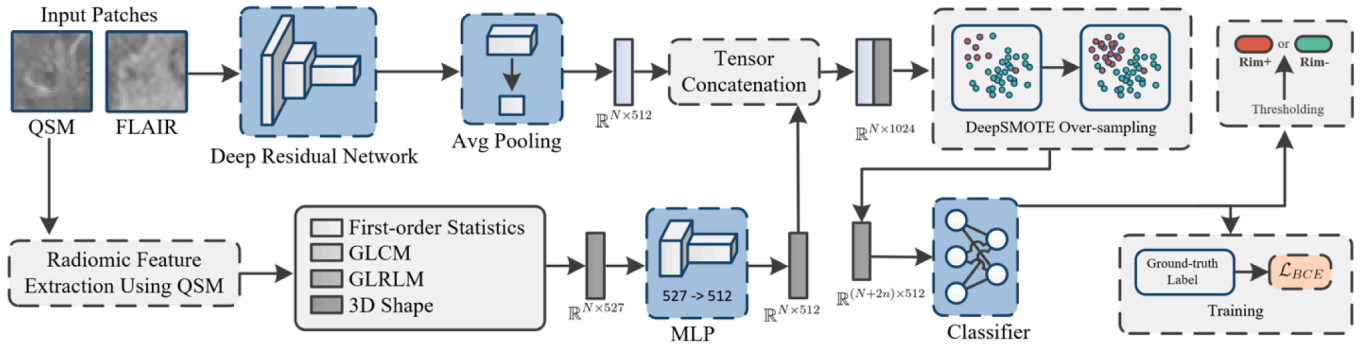 Input Patches
QSM
FLAIR
Deep Residual Network
Avg Pooling
ℝ^{N×512}
Tensor
Concatenation
ℝ^{N×1024}
DeepSMOTE Over-sampling
or
Rim+
Rim-
Thresholding
Radiomic Feature
Extraction Using QSM
First-order Statistics
GLCM
GLRLM
3D Shape
ℝ^{N×527}
527 -> 512
MLP
ℝ^{N×512}
ℝ^{(N+2n)×512}
Classifier
Ground-truth
Label
ℒ_{BCE}
Training